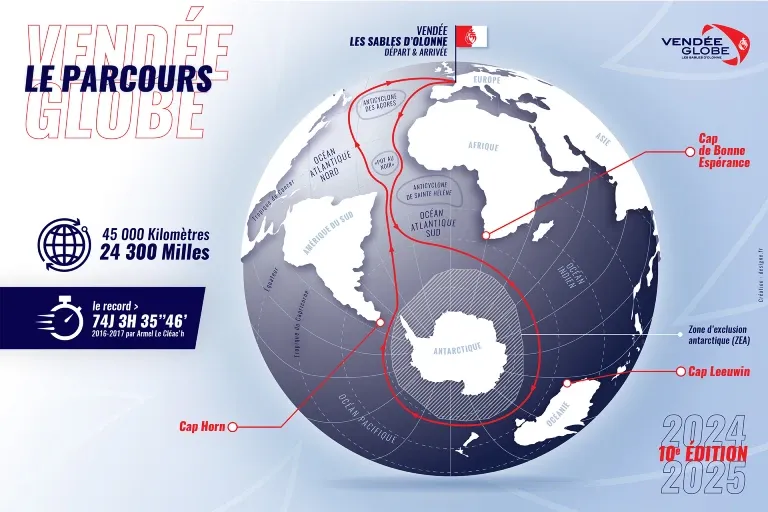 VENDÉE
GLOBE
LE PARCOURS
VENDÉE
LES SABLES D'OLONNE
DÉPART & ARRIVÉE
VENDÉE
GLOBE
LES SABLES D'OLONNE
EUROPE
ASIE
AFRIQUE
ANTICYCLONE
DES AÇORES
OCÉAN
ATLANTIQUE
NORD
«POT AU
NOIR»
ANTICYCLONE
DE SAINTE HÉLÈNE
OCÉAN
ATLANTIQUE
SUD
Tropique du Cancer
AMÉRIQUE DU SUD
Équateur
Tropique du Capricorne
OCÉAN
INDIEN
ANTARCTIQUE
OCÉAN PACIFIQUE
OCÉANIE
Cap
de Bonne
Espérance
45 000 Kilomètres
24 300 Milles
le record >
74J 3H 35''46'
2016-2017 par Armel Le Cléac'h
Zone d'exclusion
antarctique (ZEA)
Cap Leeuwin
Cap Horn
2024
10e ÉDITION
2025
Création : designe.fr